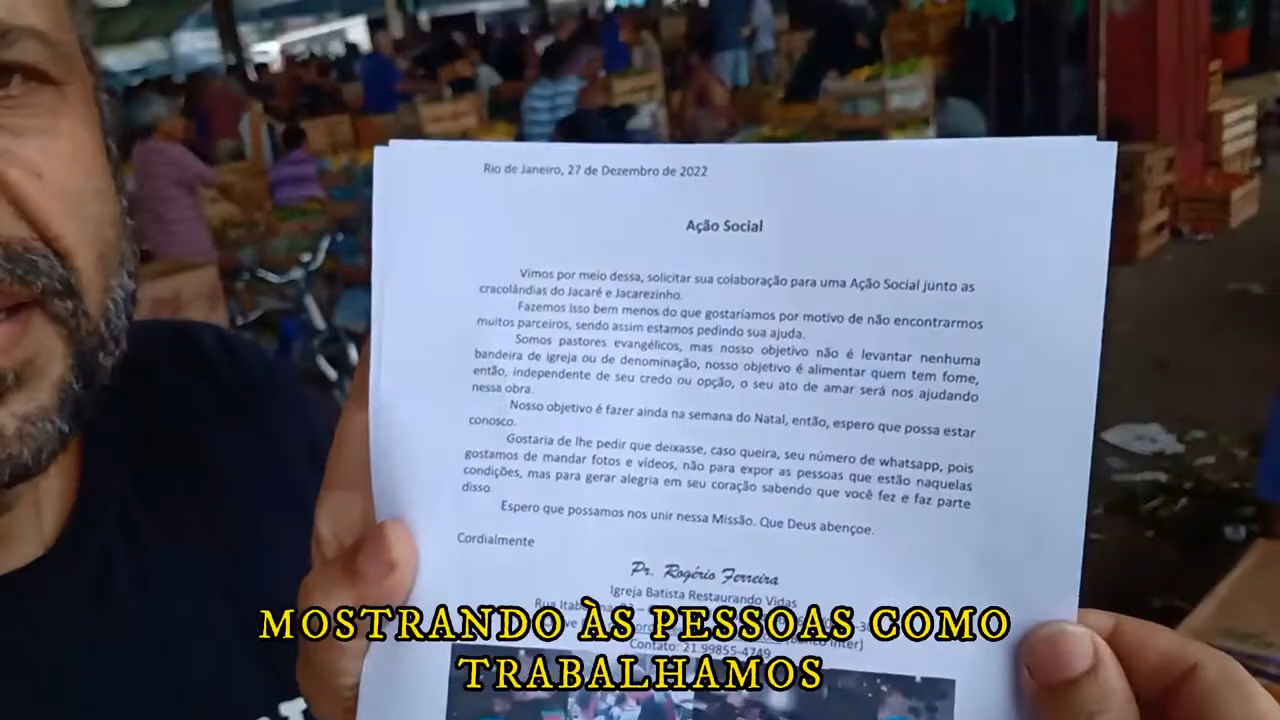 Rio de Janeiro, 27 de Dezembro de 2022
Ação Social
Vimos por meio dessa, solicitar sua colaboração para uma Ação Social junto as
cracolândias do Jacaré e Jacarezinho.
Fazemos isso bem menos do que gostaríamos por motivo de não encontrarmos
muitos parceiros, sendo assim estamos pedindo sua ajuda.
Somos pastores evangélicos, mas nosso objetivo não é levantar nenhuma
bandeira de igreja ou de denominação, nosso objetivo é alimentar quem tem fome,
então, independente de seu credo ou opção, o seu ato de amar será nos ajudando
nessa obra.
Nosso objetivo é fazer ainda na semana do Natal, então, espero que possa estar
conosco.
Gostaria de lhe pedir que deixasse, caso queira, seu número de whatsapp, pois
gostamos de mandar fotos e vídeos, não para expor as pessoas que estão naquelas
condições, mas para gerar alegria em seu coração sabendo que você fez e faz parte
disso.
Espero que possamos nos unir nessa Missão. Que Deus abençoe.
Cordialmente
Pr. Rogério Ferreira
Igreja Batista Restaurando Vidas
Rua
Inter)
Contato: 21 99855-4749
MOSTRANDO ÀS PESSOAS COMO
TRABALHAMOS